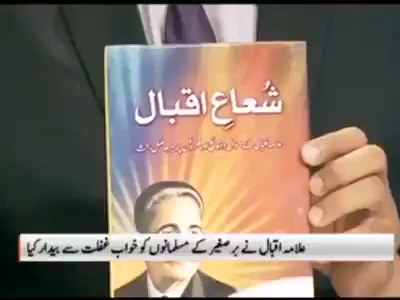 شعاعِ اقبال
علامہ اقبال نے برصغیر کے مسلمانوں کو خواب غفلت سے بیدار کیا